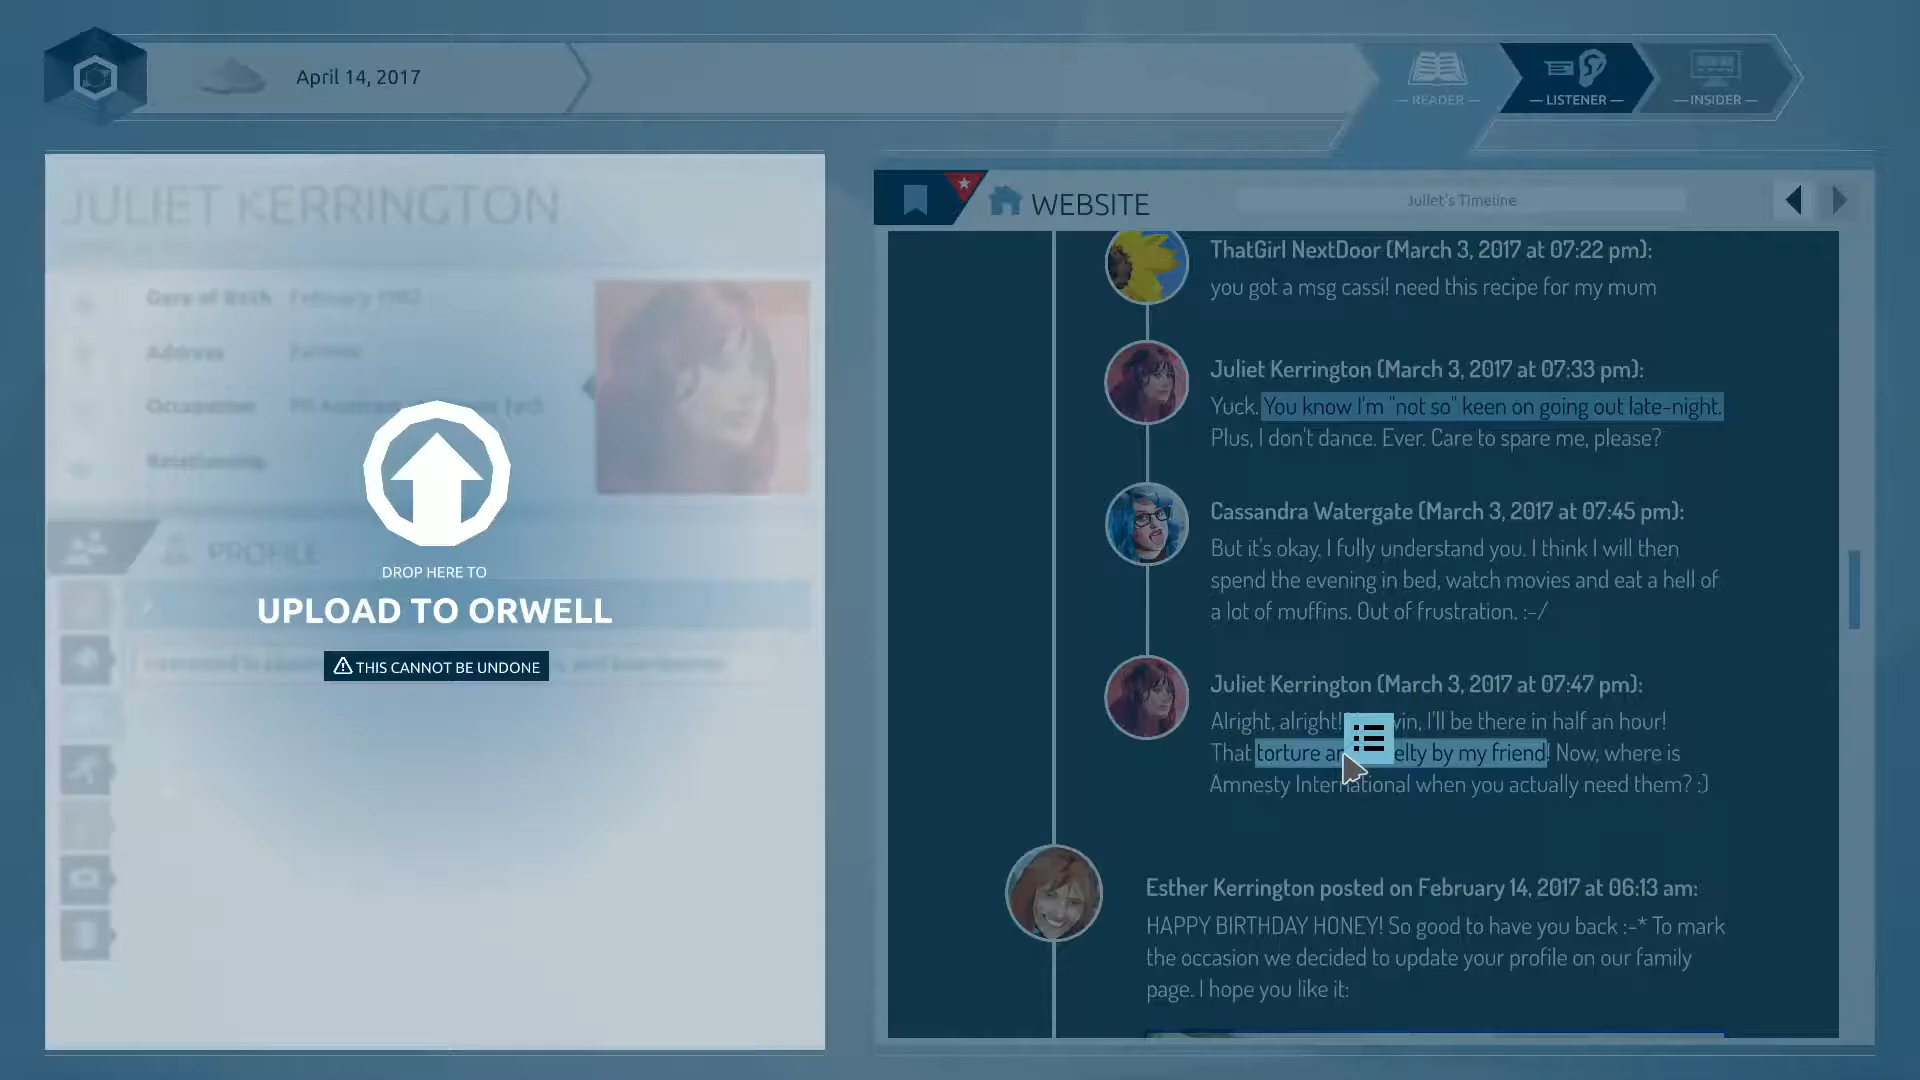 April 14, 2017
READER
LISTENER
INSIDER
JULIET KERRINGTON
Date of Birth February 1982
Address
Occupation
Relationship
PROFILE
DROP HERE TO
UPLOAD TO ORWELL
THIS CANNOT BE UNDONE
WEBSITE
Juliet's Timeline
ThatGirl NextDoor (March 3, 2017 at 07:22 pm):
you got a msg cassi! need this recipe for my mum
Juliet Kerrington (March 3, 2017 at 07:33 pm):
Yuck. You know I'm "not so" keen on going out late-night.
Plus, I don't dance. Ever. Care to spare me, please?
Cassandra Watergate (March 3, 2017 at 07:45 pm):
But it's okay, I fully understand you. I think I will then
spend the evening in bed, watch movies and eat a hell of
a lot of muffins. Out of frustration. :-/
Juliet Kerrington (March 3, 2017 at 07:47 pm):
Alright, alright! I'll be there in half an hour!
That torture by my friend! Now, where is
Amnesty International when you actually need them? :)
Esther Kerrington posted on February 14, 2017 at 06:13 am:
HAPPY BIRTHDAY HONEY! So good to have you back :-* To mark
the occasion we decided to update your profile on our family
page. I hope you like it: